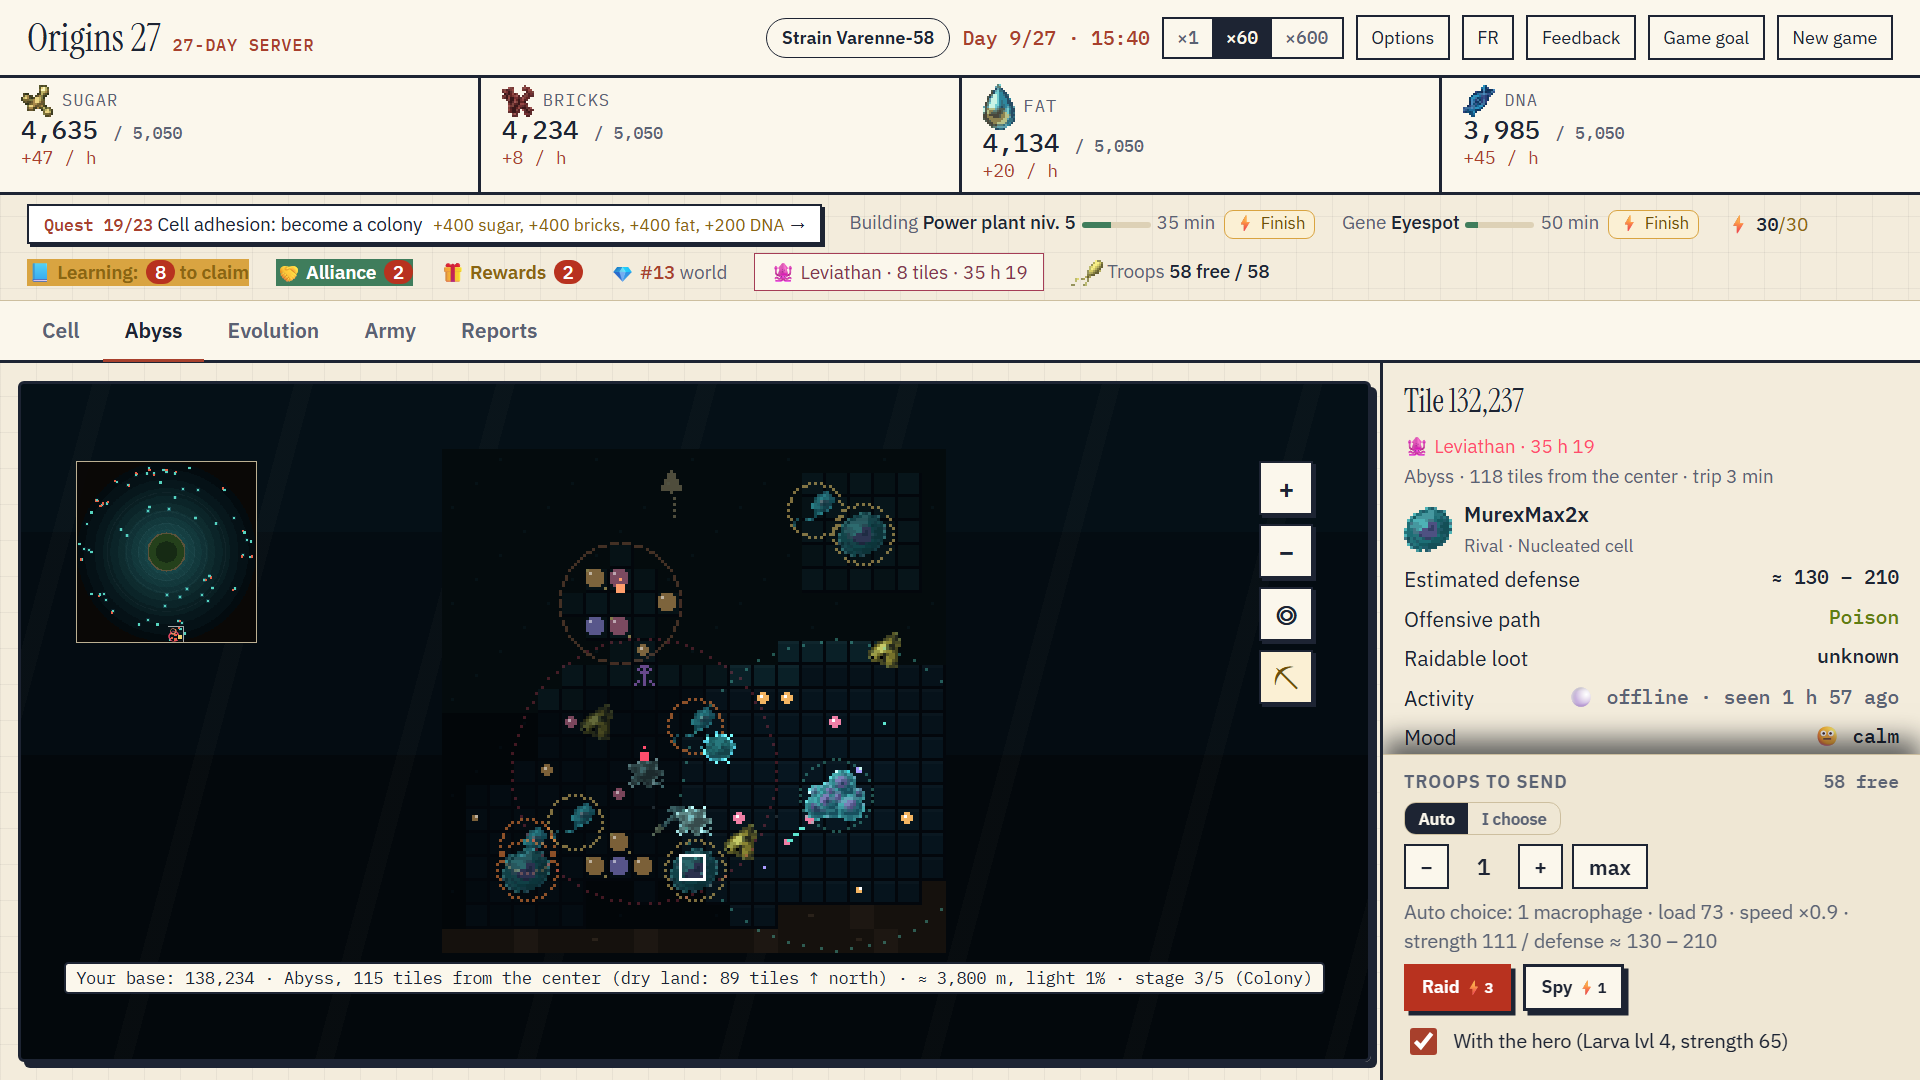 Origins 27 27-DAY SERVER
Strain Varenne-58 Day 9/27 · 15:40 ×1 ×60 ×600 Options FR Feedback Game goal New game
SUGAR
4,635 / 5,050
+47 / h
BRICKS
4,234 / 5,050
+8 / h
FAT
4,134 / 5,050
+20 / h
DNA
3,985 / 5,050
+45 / h
Quest 19/23 Cell adhesion: become a colony +400 sugar, +400 bricks, +400 fat, +200 DNA → Building Power plant niv. 5 35 min Finish Gene Eyespot 50 min Finish 30/30
Learning: 8 to claim Alliance 2 Rewards 2 #13 world Leviathan · 8 tiles · 35 h 19 Troops 58 free / 58
Cell Abyss Evolution Army Reports
+
−
Your base: 138,234 · Abyss, 115 tiles from the center (dry land: 89 tiles ↑ north) · ≈ 3,800 m, light 1% · stage 3/5 (Colony)
Tile 132,237
Leviathan · 35 h 19
Abyss · 118 tiles from the center · trip 3 min
MurexMax2x
Rival · Nucleated cell
Estimated defense ≈ 130 – 210
Offensive path Poison
Raidable loot unknown
Activity offline · seen 1 h 57 ago
Mood calm
TROOPS TO SEND 58 free
Auto I choose
− 1 + max
Auto choice: 1 macrophage · load 73 · speed ×0.9 ·
strength 111 / defense ≈ 130 – 210
Raid 3 Spy 1
With the hero (Larva lvl 4, strength 65)